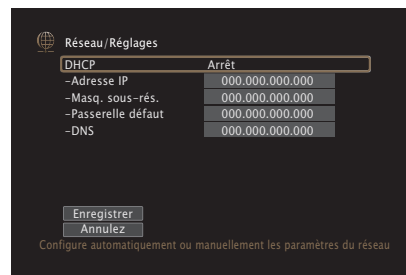 Réseau/Réglages
DHCP Arrêt
-Adresse IP 000.000.000.000
-Masq. sous-rés. 000.000.000.000
-Passerelle défaut 000.000.000.000
-DNS 000.000.000.000
Enregistrer
Annulez
Configure automatiquement ou manuellement les paramètres du réseau